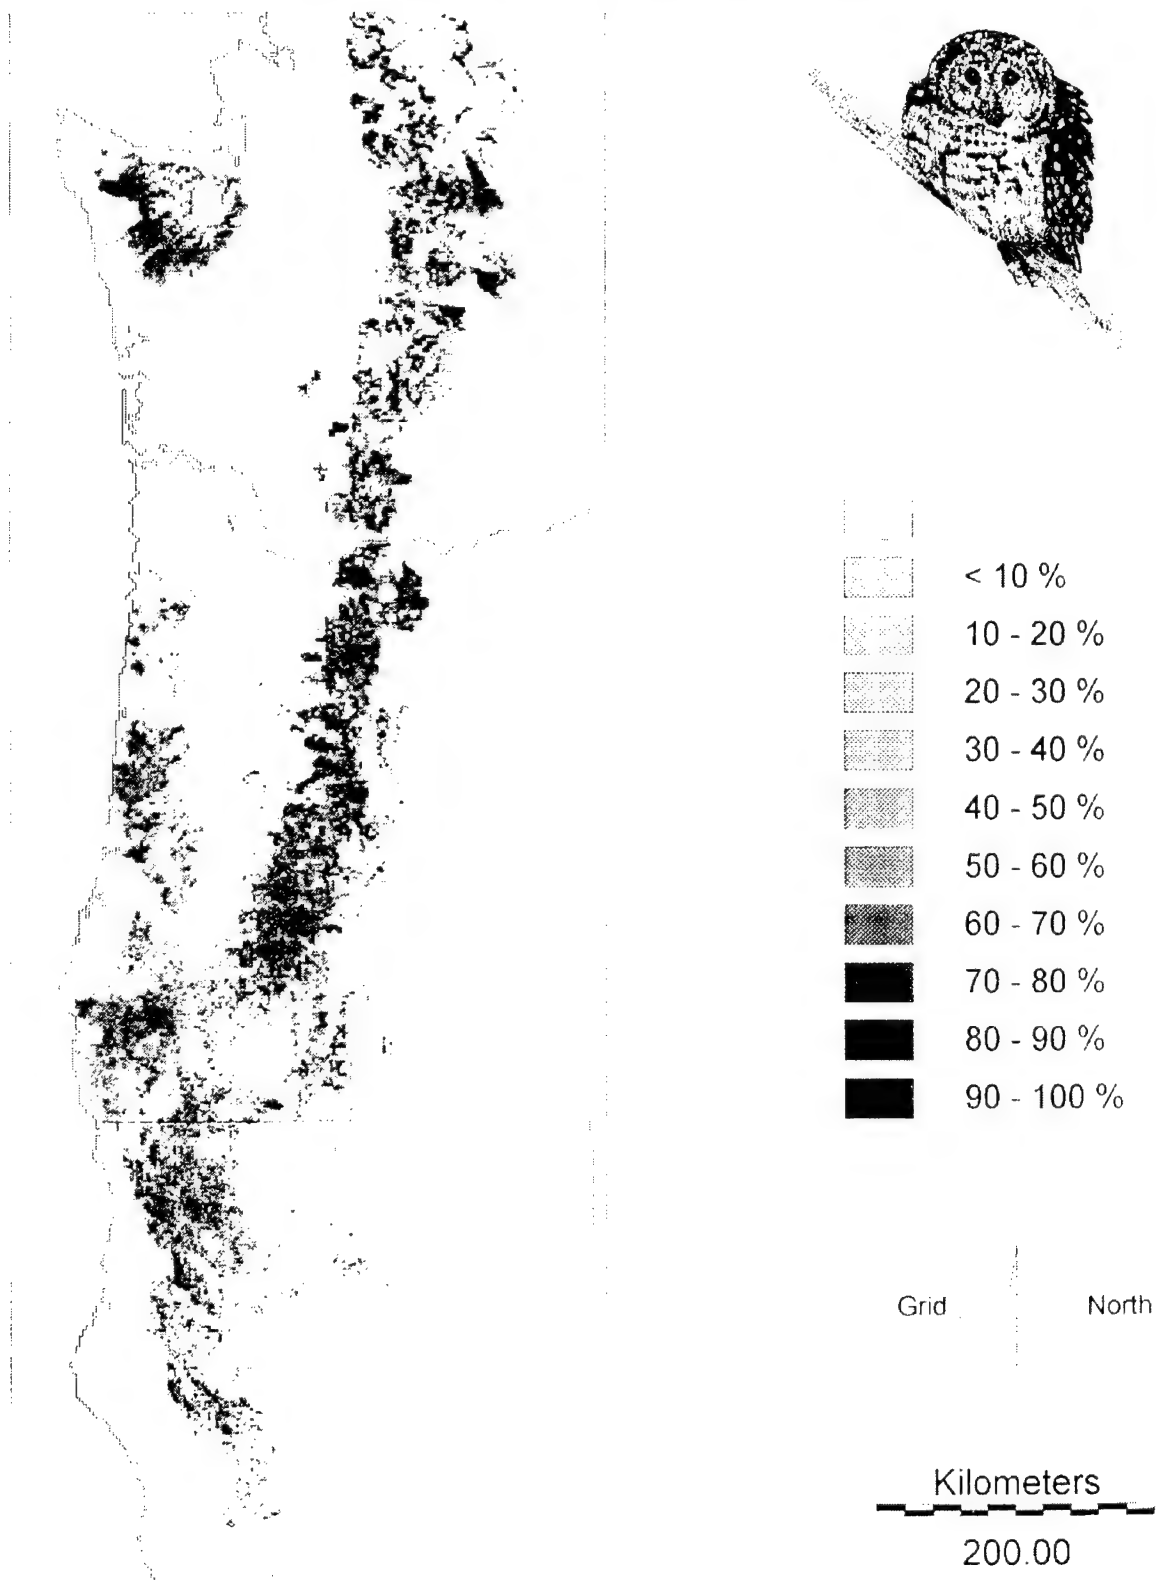 < 10 %
10 - 20 %
20 - 30 %
30 - 40 %
40 - 50 %
50 - 60 %
60 - 70 %
70 - 80 %
80 - 90 %
90 - 100 %
Grid North
Kilometers
200.00